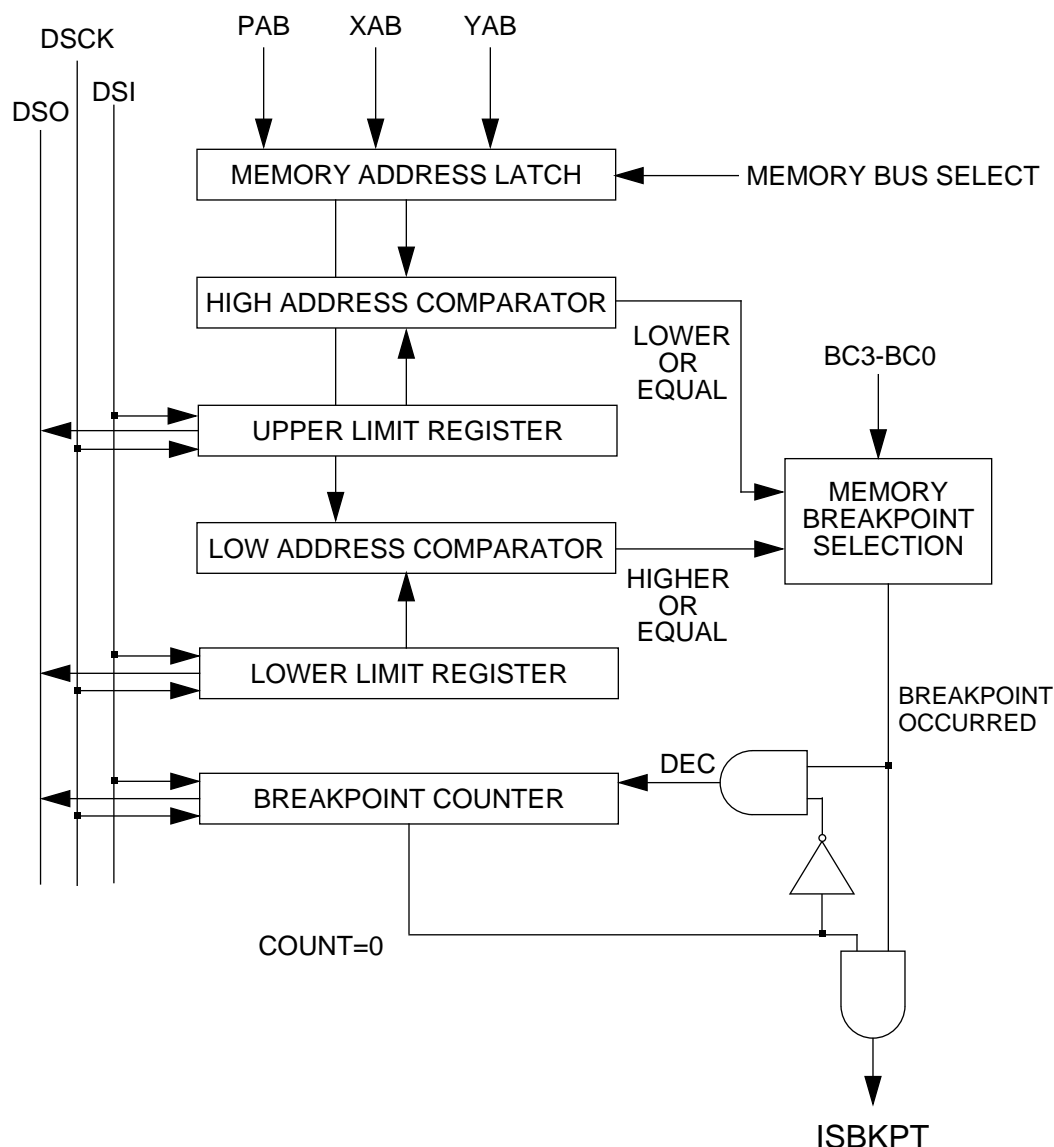 PAB XAB YAB
DSCK
DSI
DSO
MEMORY ADDRESS LATCH
MEMORY BUS SELECT
HIGH ADDRESS COMPARATOR
LOWER
OR
EQUAL
BC3-BC0
UPPER LIMIT REGISTER
MEMORY
BREAKPOINT
SELECTION
LOW ADDRESS COMPARATOR
HIGHER
OR
EQUAL
LOWER LIMIT REGISTER
BREAKPOINT
OCCURRED
DEC
BREAKPOINT COUNTER
COUNT=0
ISBKPT